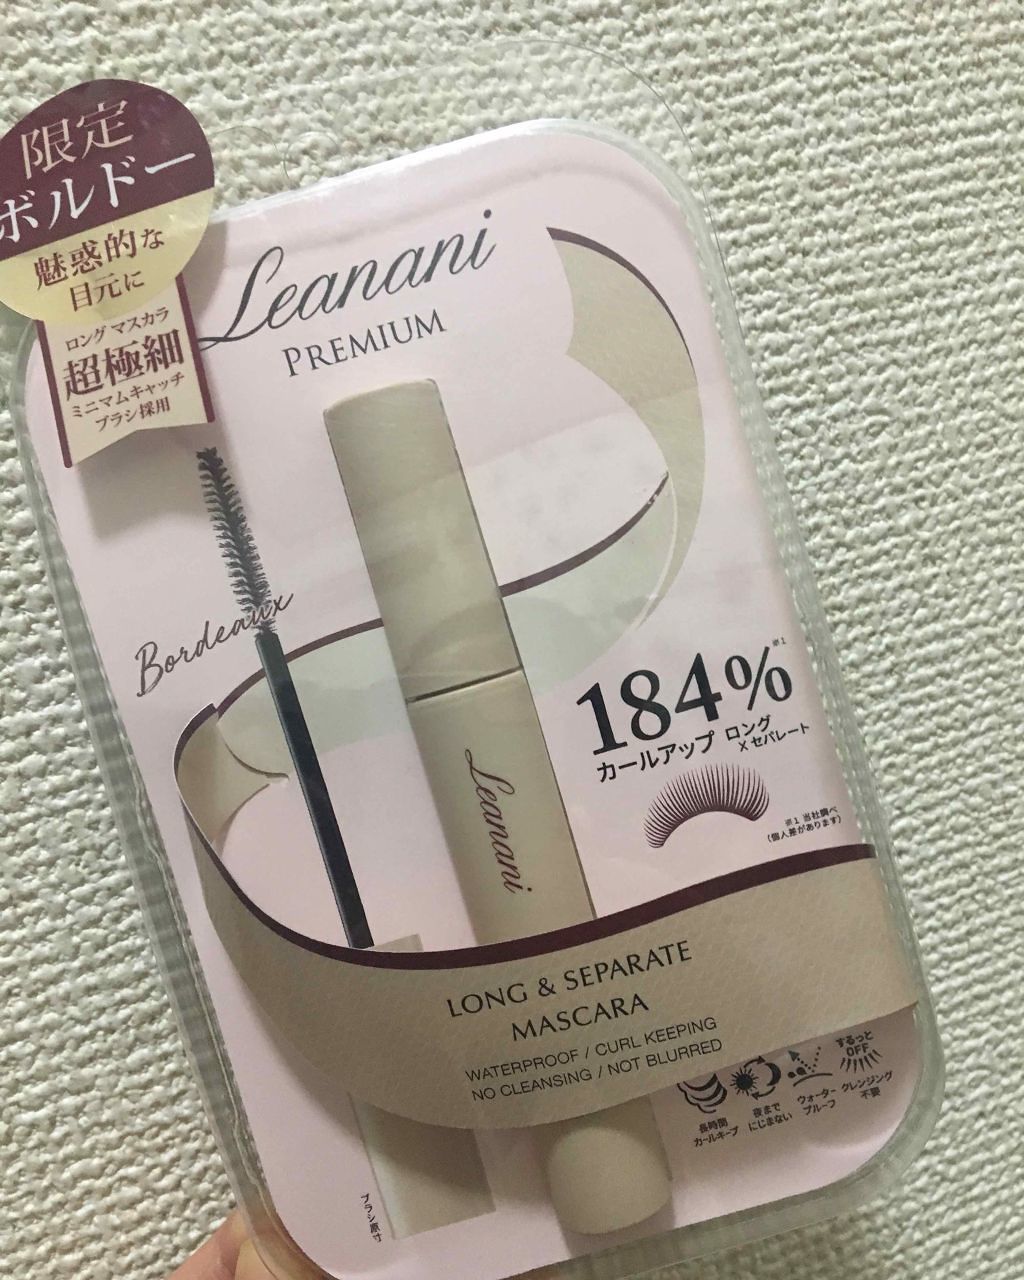 限定
ボルドー
魅惑的な
目元に
ロング マスカラ
超極細
ミニマムキャッチ
ブラシ採用
Leanani
PREMIUM
Bordeaux
184%※1
カールアップ ロング
×セパレート
※1 当社調べ
(個人差があります)
Leanani
LONG & SEPARATE
MASCARA
WATERPROOF / CURL KEEPING
NO CLEANSING / NOT BLURRED
長時間
カールキープ
夜まで
にじまない
ウォーター
プルーフ
するっと
OFF
クレンジング
不要
ブラシ原寸